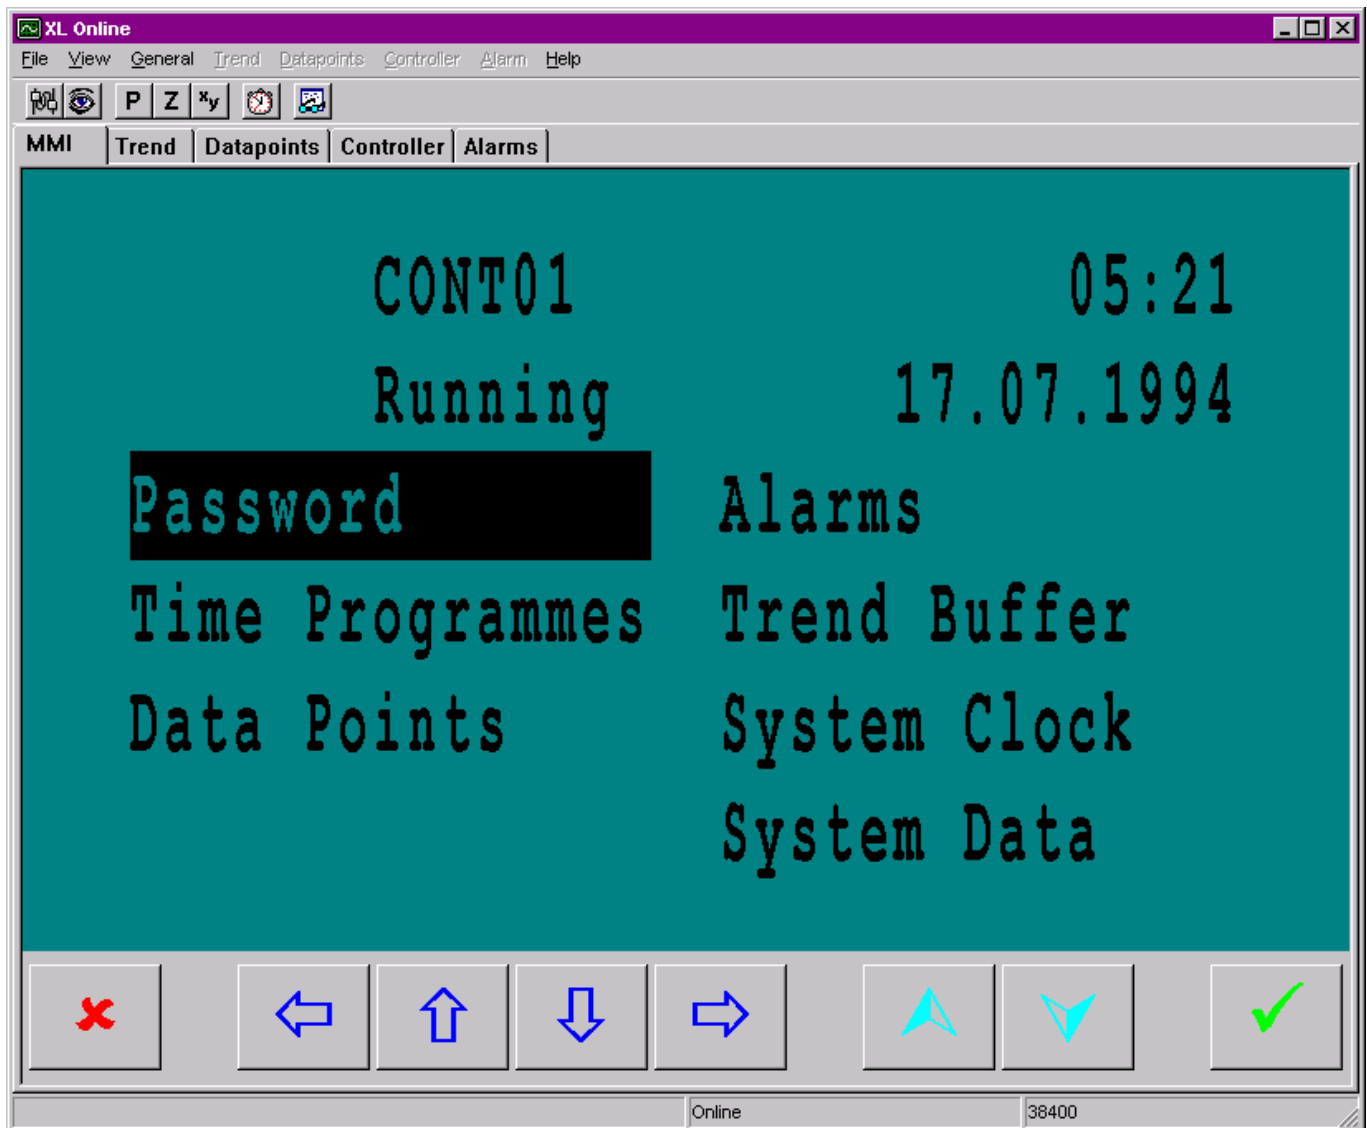 XL Online
File View General Trend Datapoints Controller Alarm Help
P Z xy
MMI Trend Datapoints Controller Alarms
CONT01 05:21
Running 17.07.1994
Password Alarms
Time Programmes Trend Buffer
Data Points System Clock
System Data
Online 38400